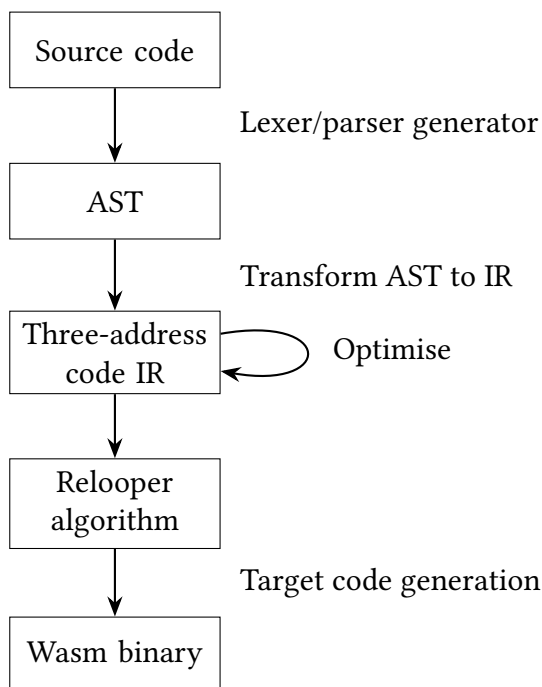 Source code
Lexer/parser generator
AST
Transform AST to IR
Three-address
code IR
Optimise
Relooper
algorithm
Target code generation
Wasm binary